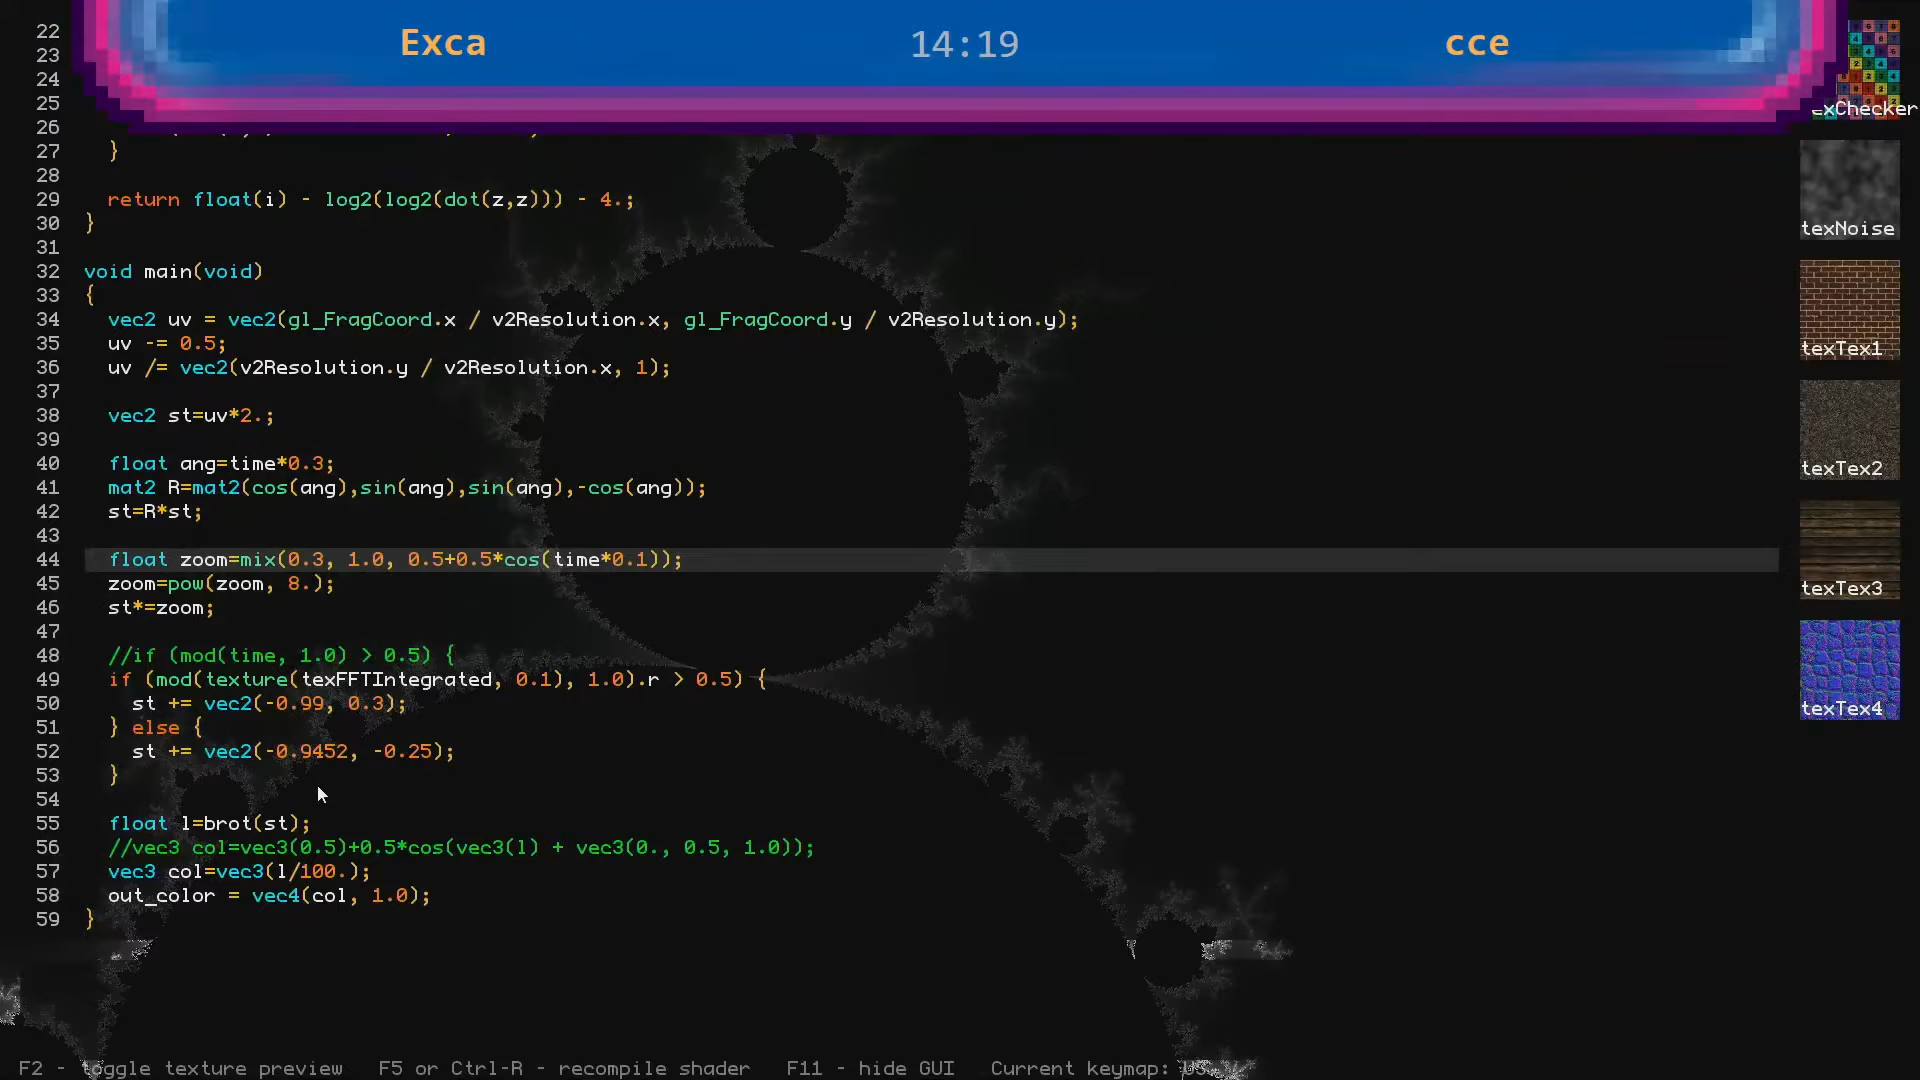 Exca 14:19 cce
22
23
24
25
26
27 }
28
29 return float(i) - log2(log2(dot(z,z))) - 4.;
30 }
31
32 void main(void)
33 {
34 vec2 uv = vec2(gl_FragCoord.x / v2Resolution.x, gl_FragCoord.y / v2Resolution.y);
35 uv -= 0.5;
36 uv /= vec2(v2Resolution.y / v2Resolution.x, 1);
37
38 vec2 st=uv*2.;
39
40 float ang=time*0.3;
41 mat2 R=mat2(cos(ang),sin(ang),sin(ang),-cos(ang));
42 st=R*st;
43
44 float zoom=mix(0.3, 1.0, 0.5+0.5*cos(time*0.1));
45 zoom=pow(zoom, 8.);
46 st*=zoom;
47
48 //if (mod(time, 1.0) > 0.5) {
49 if (mod(texture(texFFTIntegrated, 0.1), 1.0).r > 0.5) {
50 st += vec2(-0.99, 0.3);
51 } else {
52 st += vec2(-0.9452, -0.25);
53 }
54
55 float l=brot(st);
56 //vec3 col=vec3(0.5)+0.5*cos(vec3(l) + vec3(0., 0.5, 1.0));
57 vec3 col=vec3(l/100.);
58 out_color = vec4(col, 1.0);
59 }
exChecker
texNoise
texTex1
texTex2
texTex3
texTex4
F2 - toggle texture preview F5 or Ctrl-R - recompile shader F11 - hide GUI Current keymap: